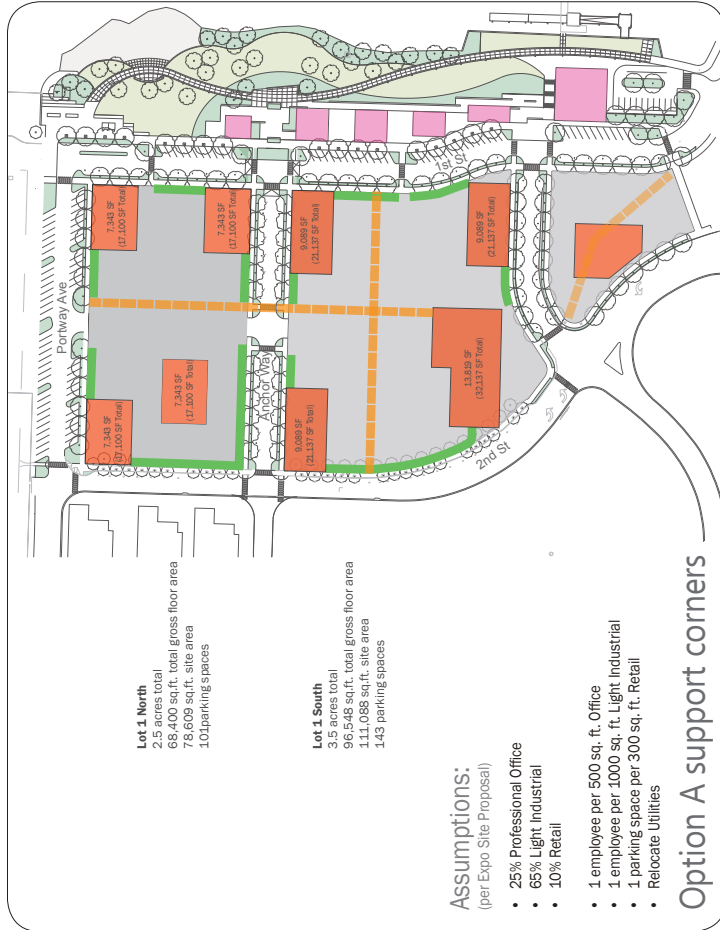 Portway Ave
7,343 SF
(17,100 SF Total)
7,343 SF
(17,100 SF Total)
7,343 SF
(17,100 SF Total)
7,343 SF
(17,100 SF Total)
Anchor Way
1st St
9,089 SF
(21,137 SF Total)
9,089 SF
(21,137 SF Total)
9,089 SF
(21,137 SF Total)
13,819 SF
(32,137 SF Total)
2nd St
Lot 1 North
2.5 acres total
68,400 sq.ft. total gross floor area
78,609 sq.ft. site area
101parking spaces
Lot 1 South
3.5 acres total
96,548 sq.ft. total gross floor area
111,088 sq.ft. site area
143 parking spaces
Assumptions:
(per Expo Site Proposal)
• 25% Professional Office
• 65% Light Industrial
• 10% Retail
• 1 employee per 500 sq. ft. Office
• 1 employee per 1000 sq. ft. Light Industrial
• 1 parking space per 300 sq. ft. Retail
• Relocate Utilities
Option A support corners